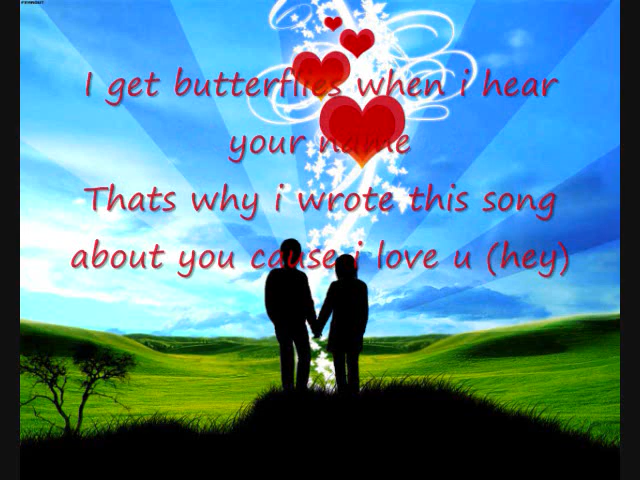 I get butterflies when i hear
your name
Thats why i wrote this song
about you cause i love u (hey)